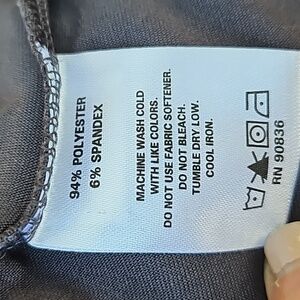 94% POLYESTER
6% SPANDEX
MACHINE WASH COLD
WITH LIKE COLORS.
DO NOT USE FABRIC SOFTENER.
DO NOT BLEACH.
TUMBLE DRY LOW.
COOL IRON.
RN 90836